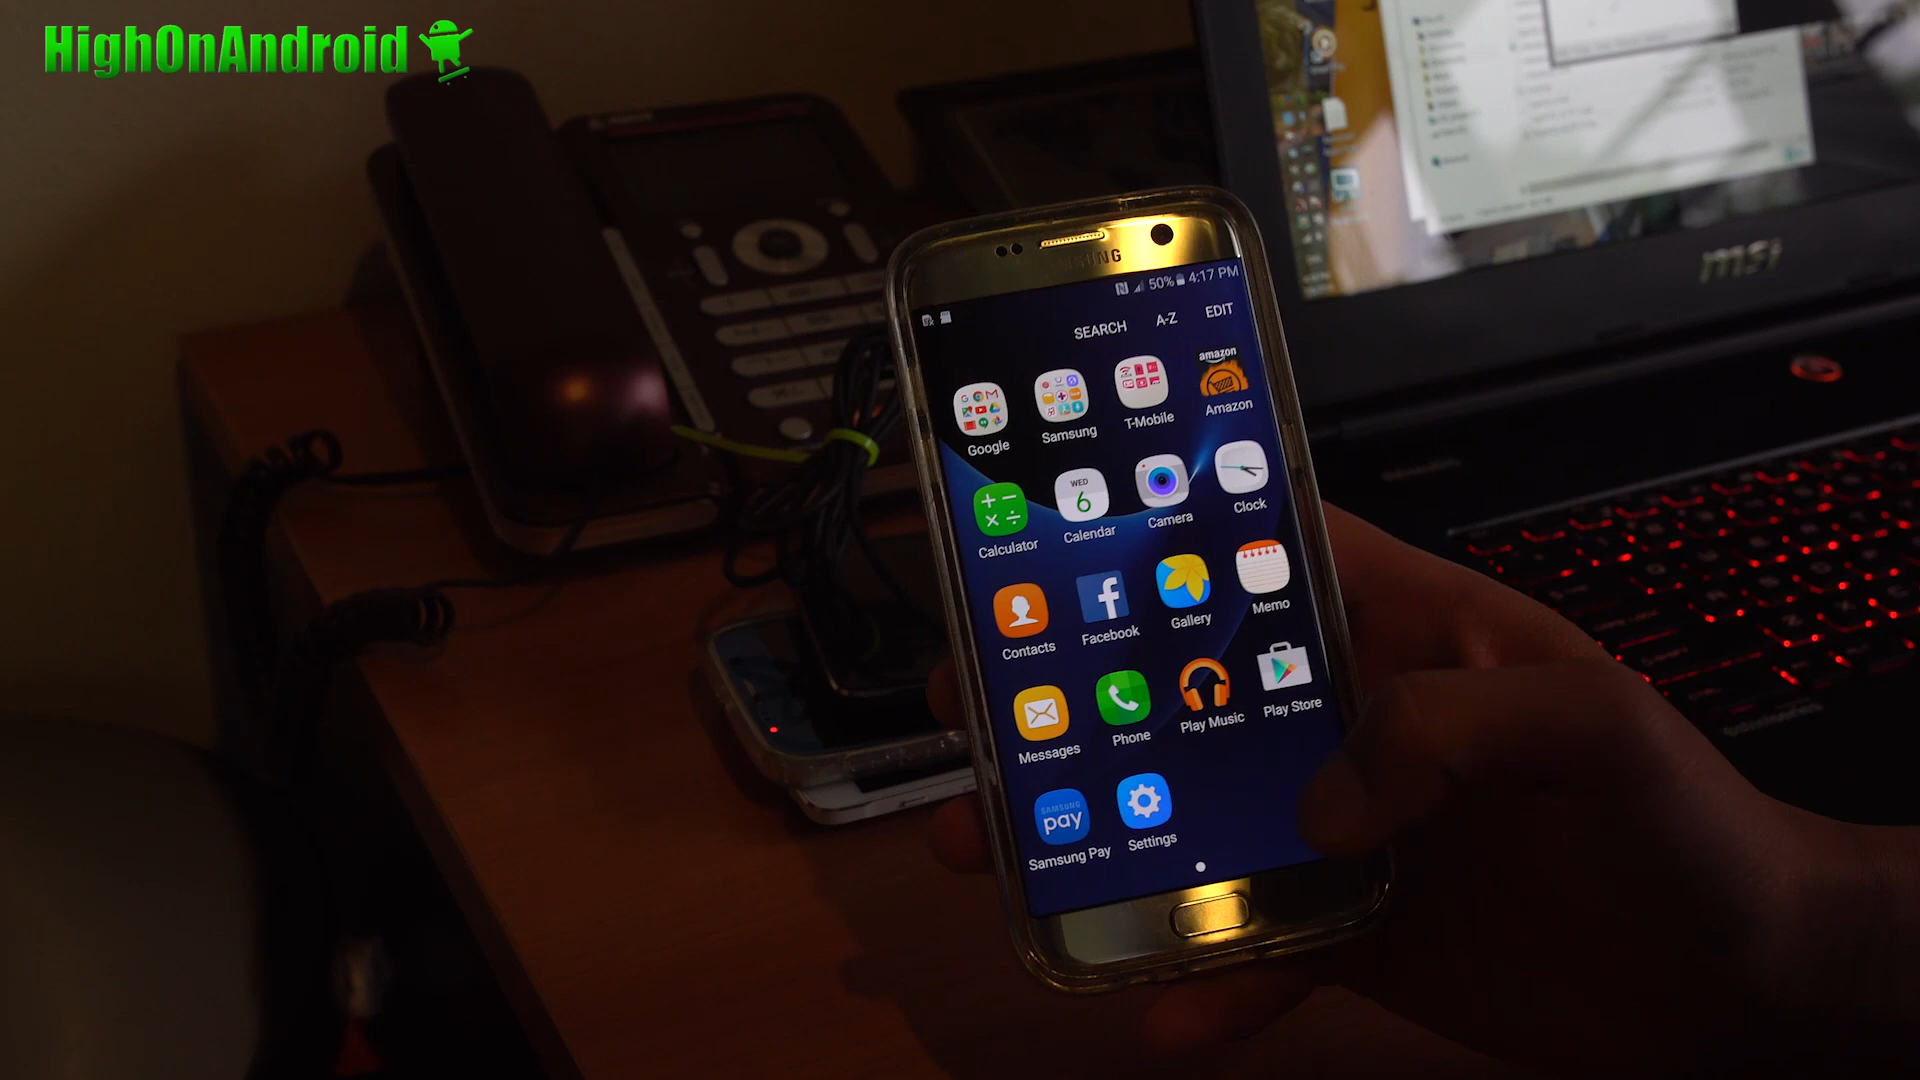 HighOnAndroid
SAMSUNG
50% 4:17 PM
SEARCH A-Z EDIT
amazon
Google Samsung T-Mobile Amazon
WED
6
Calculator Calendar Camera Clock
Contacts Facebook Gallery Memo
Messages Phone Play Music Play Store
SAMSUNG
pay
Samsung Pay Settings
msi